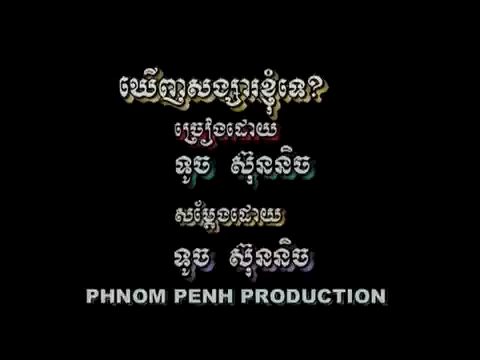 ឃើញសង្សារខ្ញុំទេ?
ច្រៀងដោយ
ទូច ស៊ុននិច
សម្តែងដោយ
ទូច ស៊ុននិច
PHNOM PENH PRODUCTION